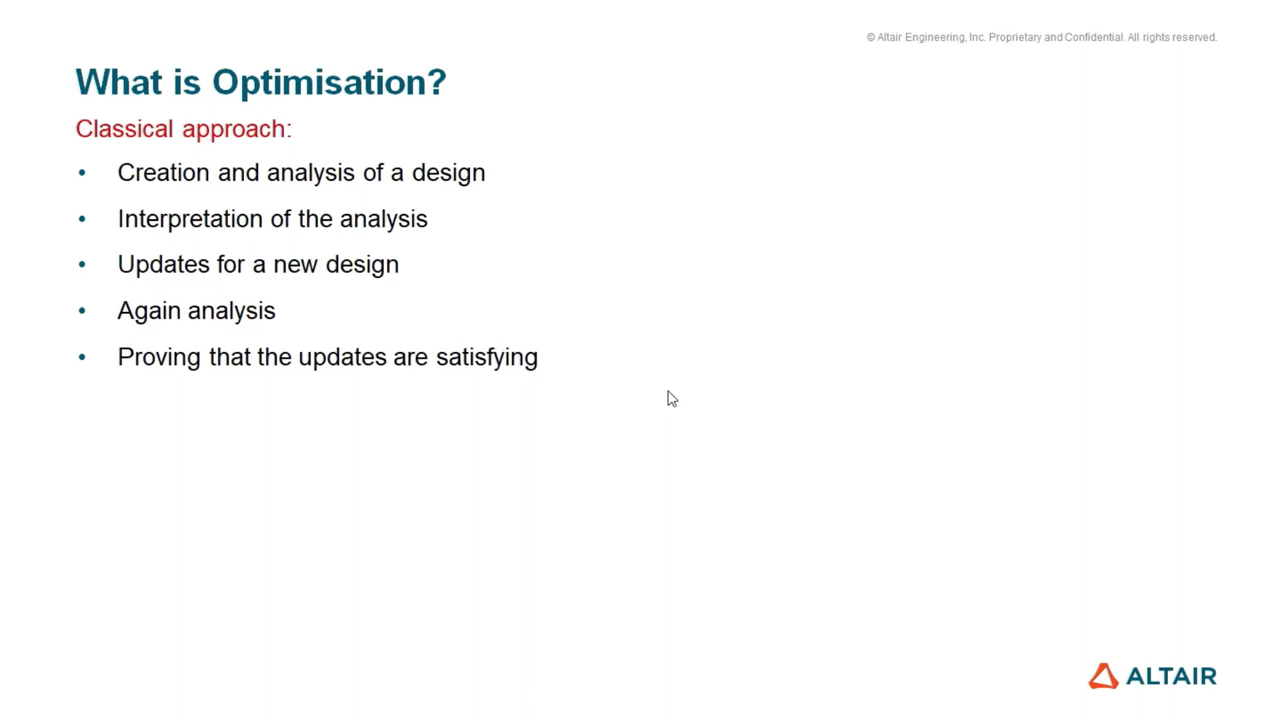 © Altair Engineering, Inc. Proprietary and Confidential. All rights reserved.
What is Optimisation?
Classical approach:
• Creation and analysis of a design
• Interpretation of the analysis
• Updates for a new design
• Again analysis
• Proving that the updates are satisfying
ALTAIR